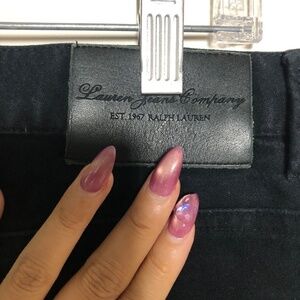 Lauren Jeans Company
EST. 1967 RALPH LAUREN